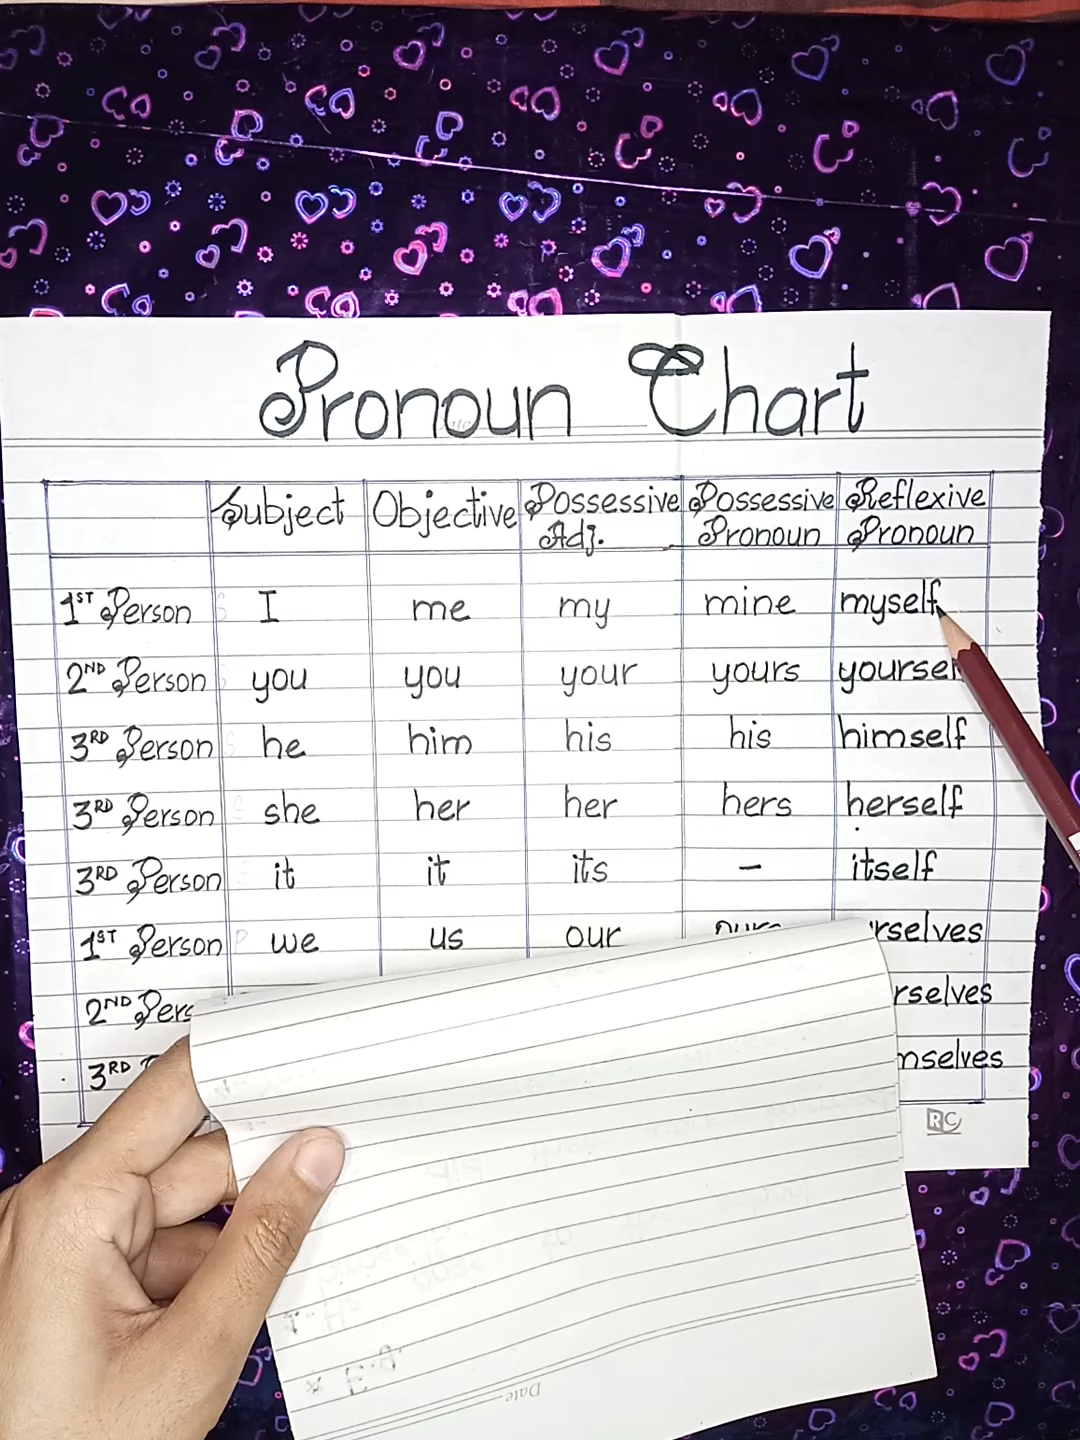 Pronoun Chart
Subject Objective Possessive Adj. Possessive Pronoun Reflexive Pronoun
1ST Person I me my mine myself
2ND Person you you your yours
3RD Person he him his his himself
3RD Person she her her hers herself
3RD Person it it its - itself
1ST Person we us our
2ND
3RD
RC
Date